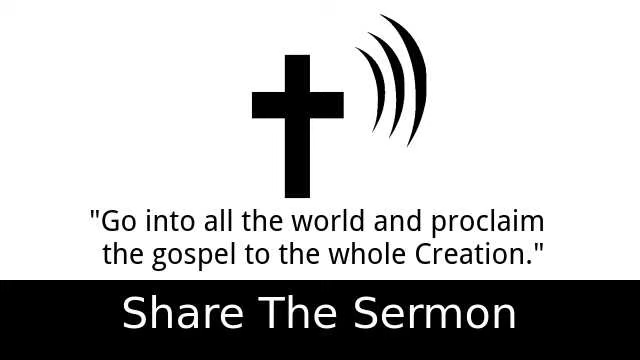 "Go into all the world and proclaim
the gospel to the whole Creation."
Share The Sermon